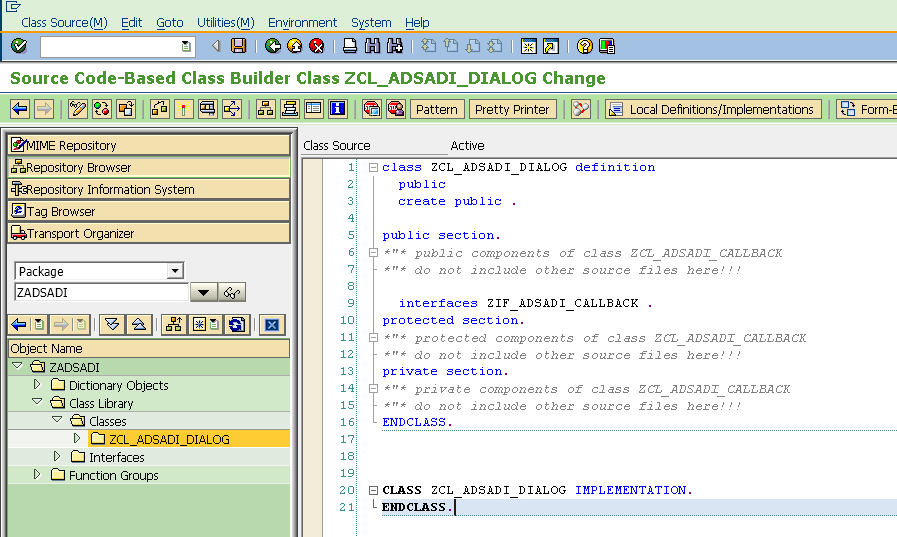 Class Source(M) Edit Goto Utilities(M) Environment System Help
Source Code-Based Class Builder Class ZCL_ADSADI_DIALOG Change
Pattern Pretty Printer Local Definitions/Implementations Form-E
MIME Repository
Repository Browser
Repository Information System
Tag Browser
Transport Organizer
Package
ZADSADI
Object Name
ZADSADI
Dictionary Objects
Class Library
Classes
ZCL_ADSADI_DIALOG
Interfaces
Function Groups
Class Source Active
1 class ZCL_ADSADI_DIALOG definition
2 public
3 create public .
4
5 public section.
6 *"* public components of class ZCL_ADSADI_CALLBACK
7 *"* do not include other source files here!!!
8
9 interfaces ZIF_ADSADI_CALLBACK .
10 protected section.
11 *"* protected components of class ZCL_ADSADI_CALLBACK
12 *"* do not include other source files here!!!
13 private section.
14 *"* private components of class ZCL_ADSADI_CALLBACK
15 *"* do not include other source files here!!!
16 ENDCLASS.
17
18
19
20 CLASS ZCL_ADSADI_DIALOG IMPLEMENTATION.
21 ENDCLASS.